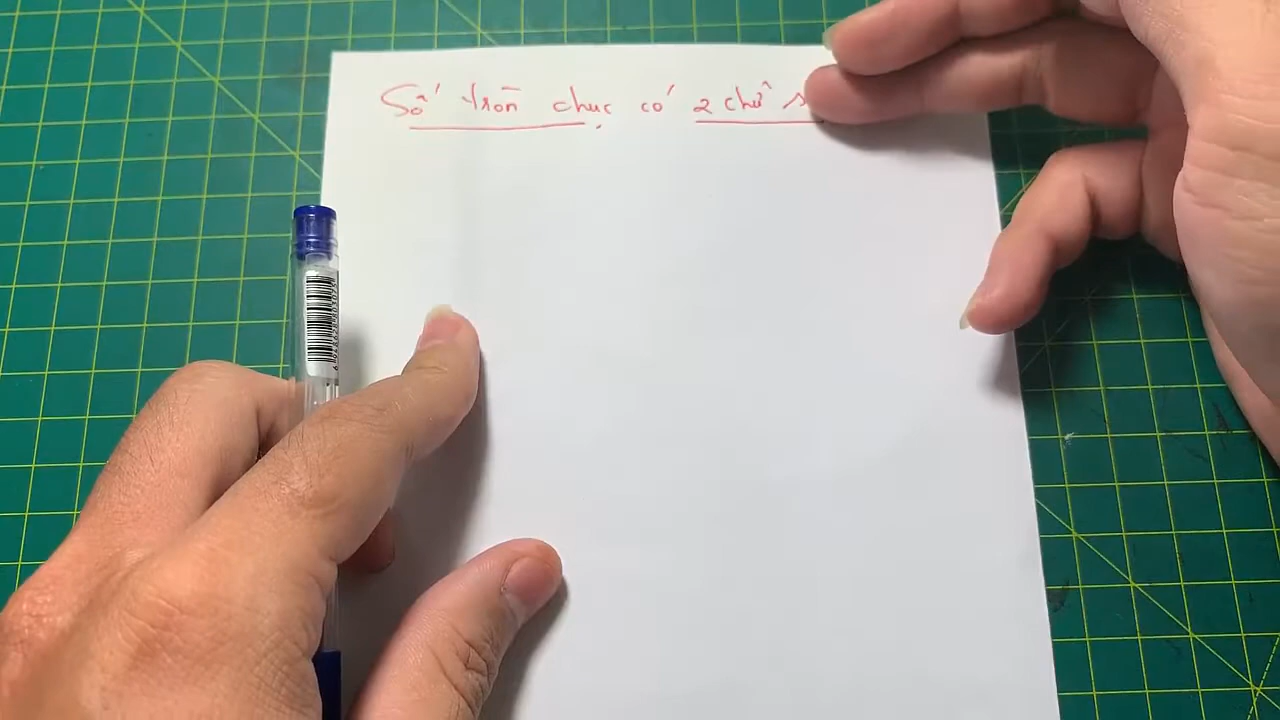 Số tròn chục có 2 chữ